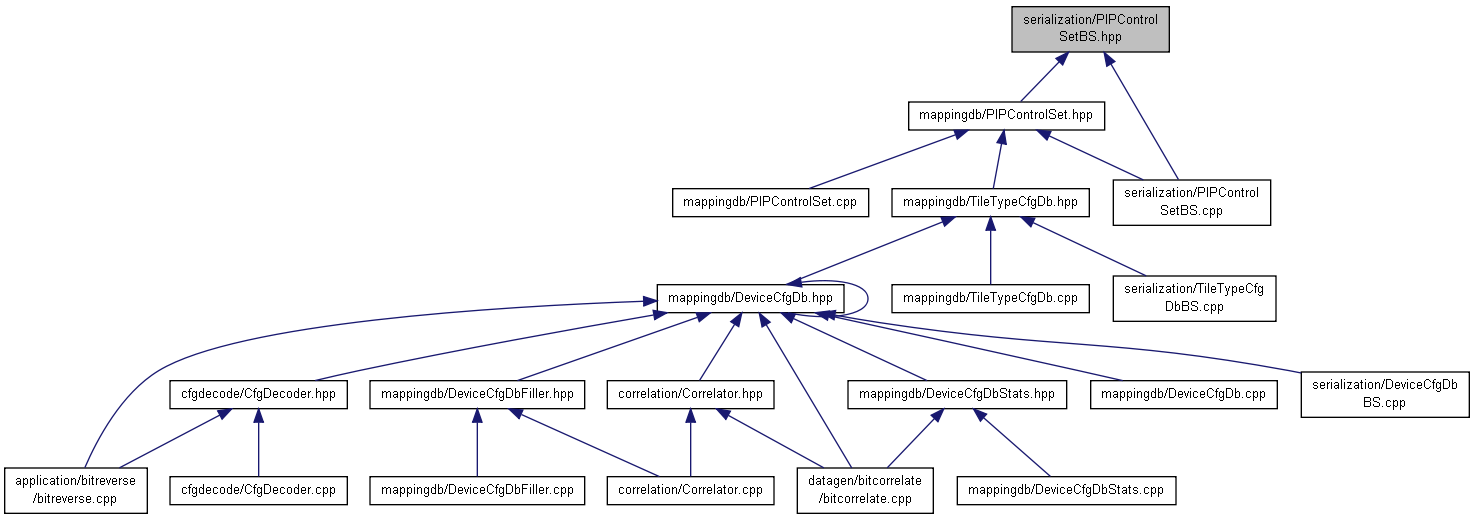 serialization/PIPControl
SetBS.hpp
mappingdb/PIPControlSet.hpp
mappingdb/PIPControlSet.cpp
mappingdb/TileTypeCfgDb.hpp
serialization/PIPControl
SetBS.cpp
mappingdb/DeviceCfgDb.hpp
mappingdb/TileTypeCfgDb.cpp
serialization/TileTypeCfg
DbBS.cpp
cfgdecode/CfgDecoder.hpp
mappingdb/DeviceCfgDbFiller.hpp
correlation/Correlator.hpp
mappingdb/DeviceCfgDbStats.hpp
mappingdb/DeviceCfgDb.cpp
serialization/DeviceCfgDb
BS.cpp
application/bitreverse
/bitreverse.cpp
cfgdecode/CfgDecoder.cpp
mappingdb/DeviceCfgDbFiller.cpp
correlation/Correlator.cpp
datagen/bitcorrelate
/bitcorrelate.cpp
mappingdb/DeviceCfgDbStats.cpp